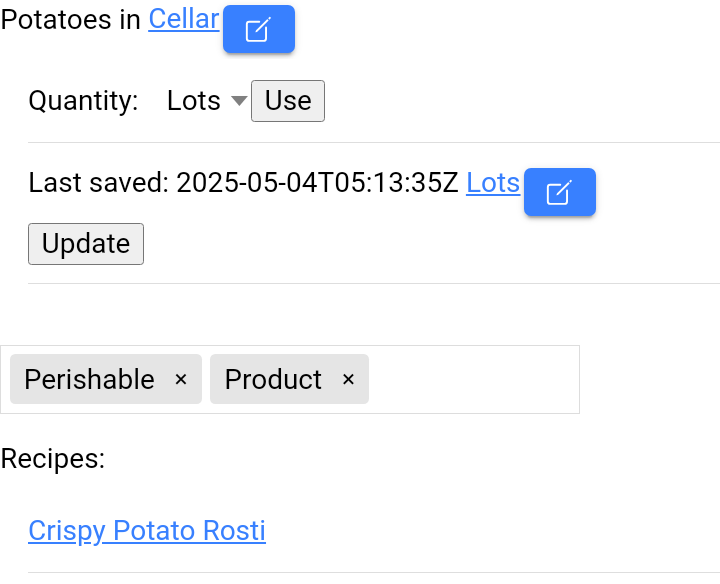 Potatoes in Cellar
Quantity: Lots Use
Last saved: 2025-05-04T05:13:35Z Lots
Update
Perishable × Product ×
Recipes:
Crispy Potato Rosti